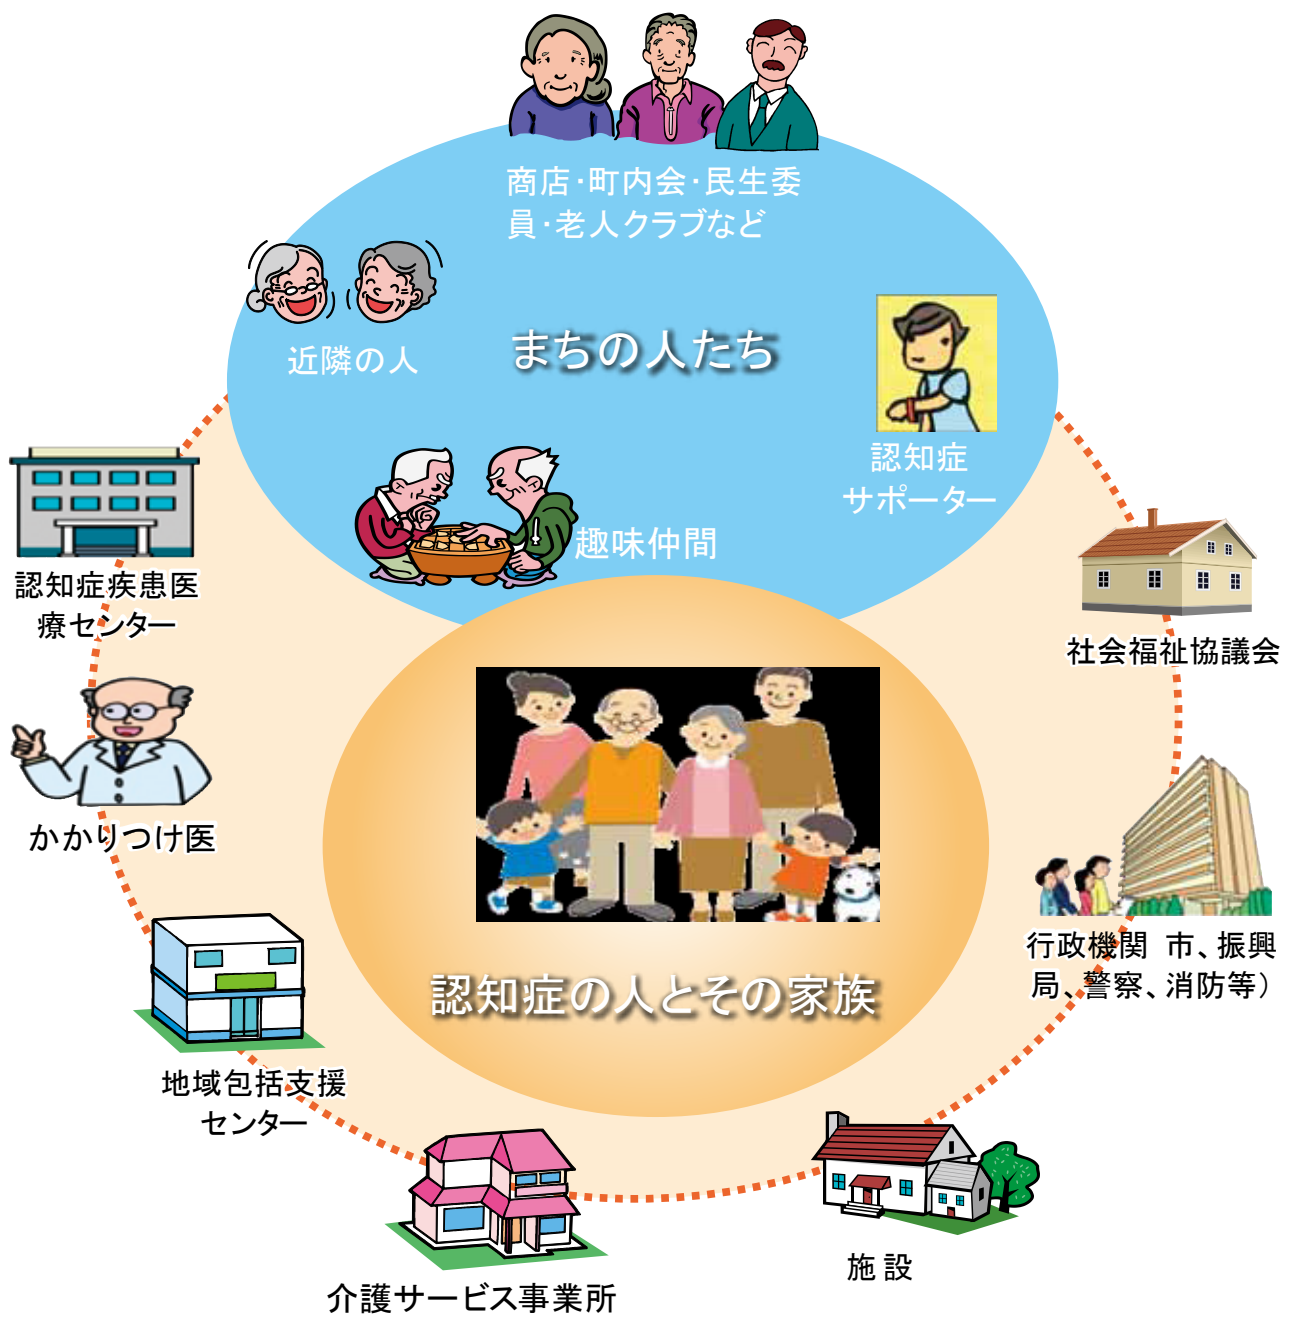 商店・町内会・民生委
員・老人クラブなど
近隣の人
まちの人たち
認知症
サポーター
趣味仲間
認知症疾患医
療センター
社会福祉協議会
かかりつけ医
行政機関 市、振興
局、警察、消防等）
認知症の人とその家族
地域包括支援
センター
施設
介護サービス事業所